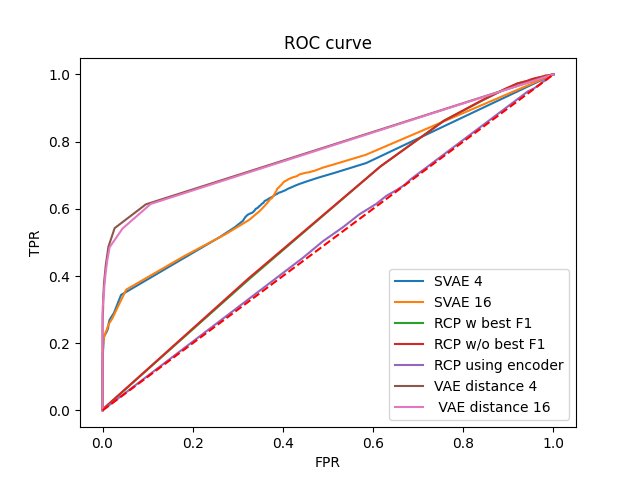 ROC curve
TPR
1.0
0.8
0.6
0.4
0.2
0.0
SVAE 4
SVAE 16
RCP w best F1
RCP w/o best F1
RCP using encoder
VAE distance 4
VAE distance 16
0.0 0.2 0.4 0.6 0.8 1.0
FPR